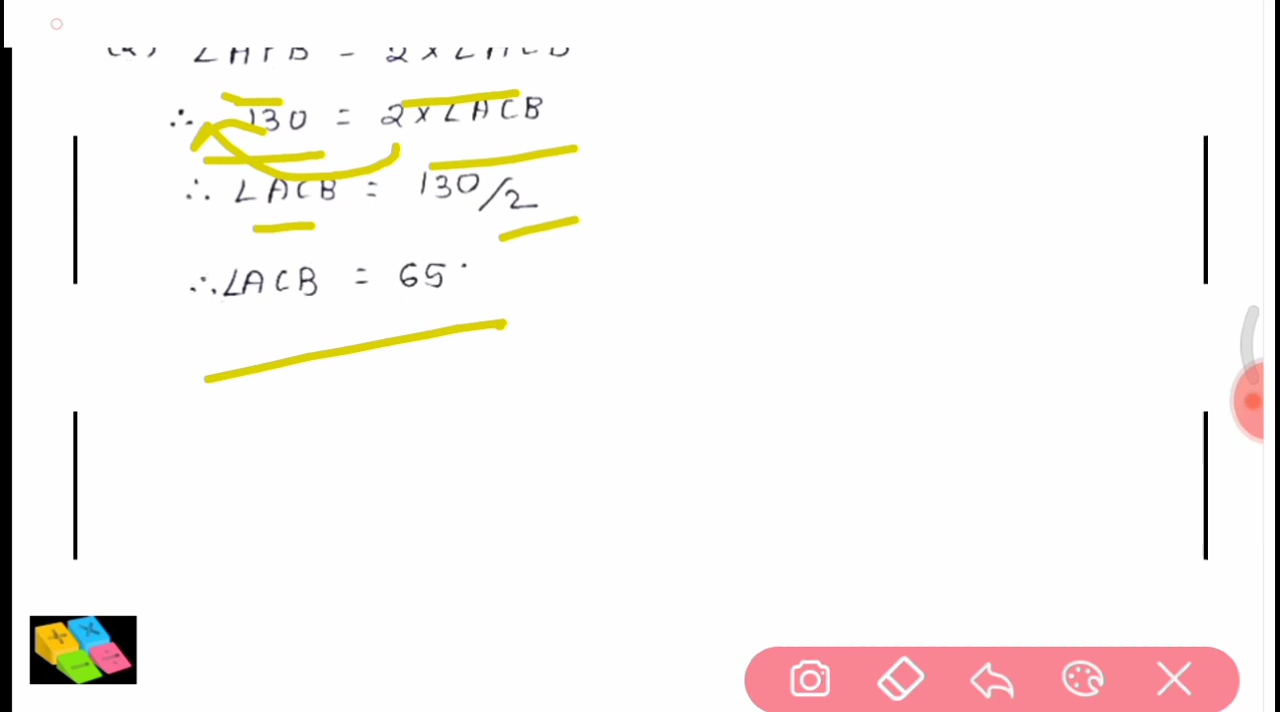 ∴ 130 = 2 × ∠ACB
∴ ∠ACB = 130/2
∴ ∠ACB = 65°